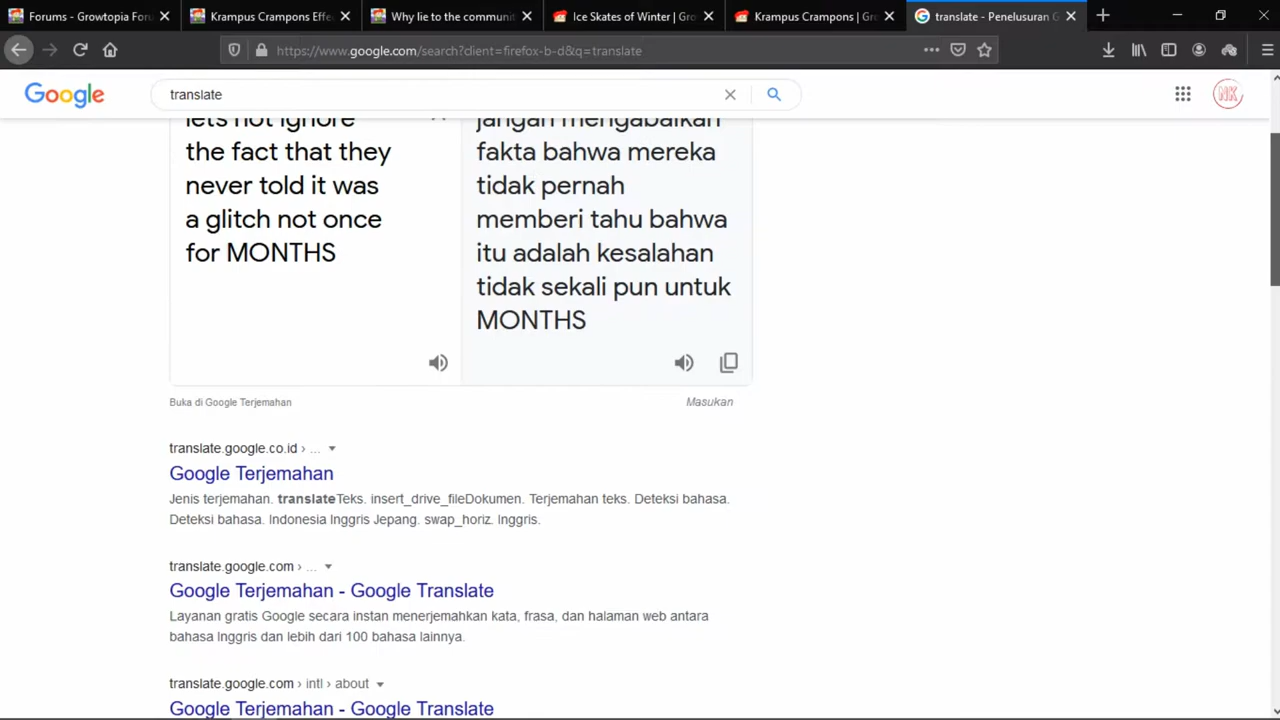 Forums - Growtopia Foru
Krampus Crampons Effe
Why lie to the communit
Ice Skates of Winter | Gro
Krampus Crampons | Gro
translate - Penelusuran G
https://www.google.com/search?client=firefox-b-d&q=translate
Google
translate
NK
lets not ignore
the fact that they
never told it was
a glitch not once
for MONTHS
jangan mengabaikan
fakta bahwa mereka
tidak pernah
memberi tahu bahwa
itu adalah kesalahan
tidak sekali pun untuk
MONTHS
Buka di Google Terjemahan
Masukan
translate.google.co.id › ...
Google Terjemahan
Jenis terjemahan. translateTeks. insert_drive_fileDokumen. Terjemahan teks. Deteksi bahasa.
Deteksi bahasa. Indonesia Inggris Jepang. swap_horiz. Inggris.
translate.google.com › ...
Google Terjemahan - Google Translate
Layanan gratis Google secara instan menerjemahkan kata, frasa, dan halaman web antara
bahasa Inggris dan lebih dari 100 bahasa lainnya.
translate.google.com › intl › about
Google Terjemahan - Google Translate